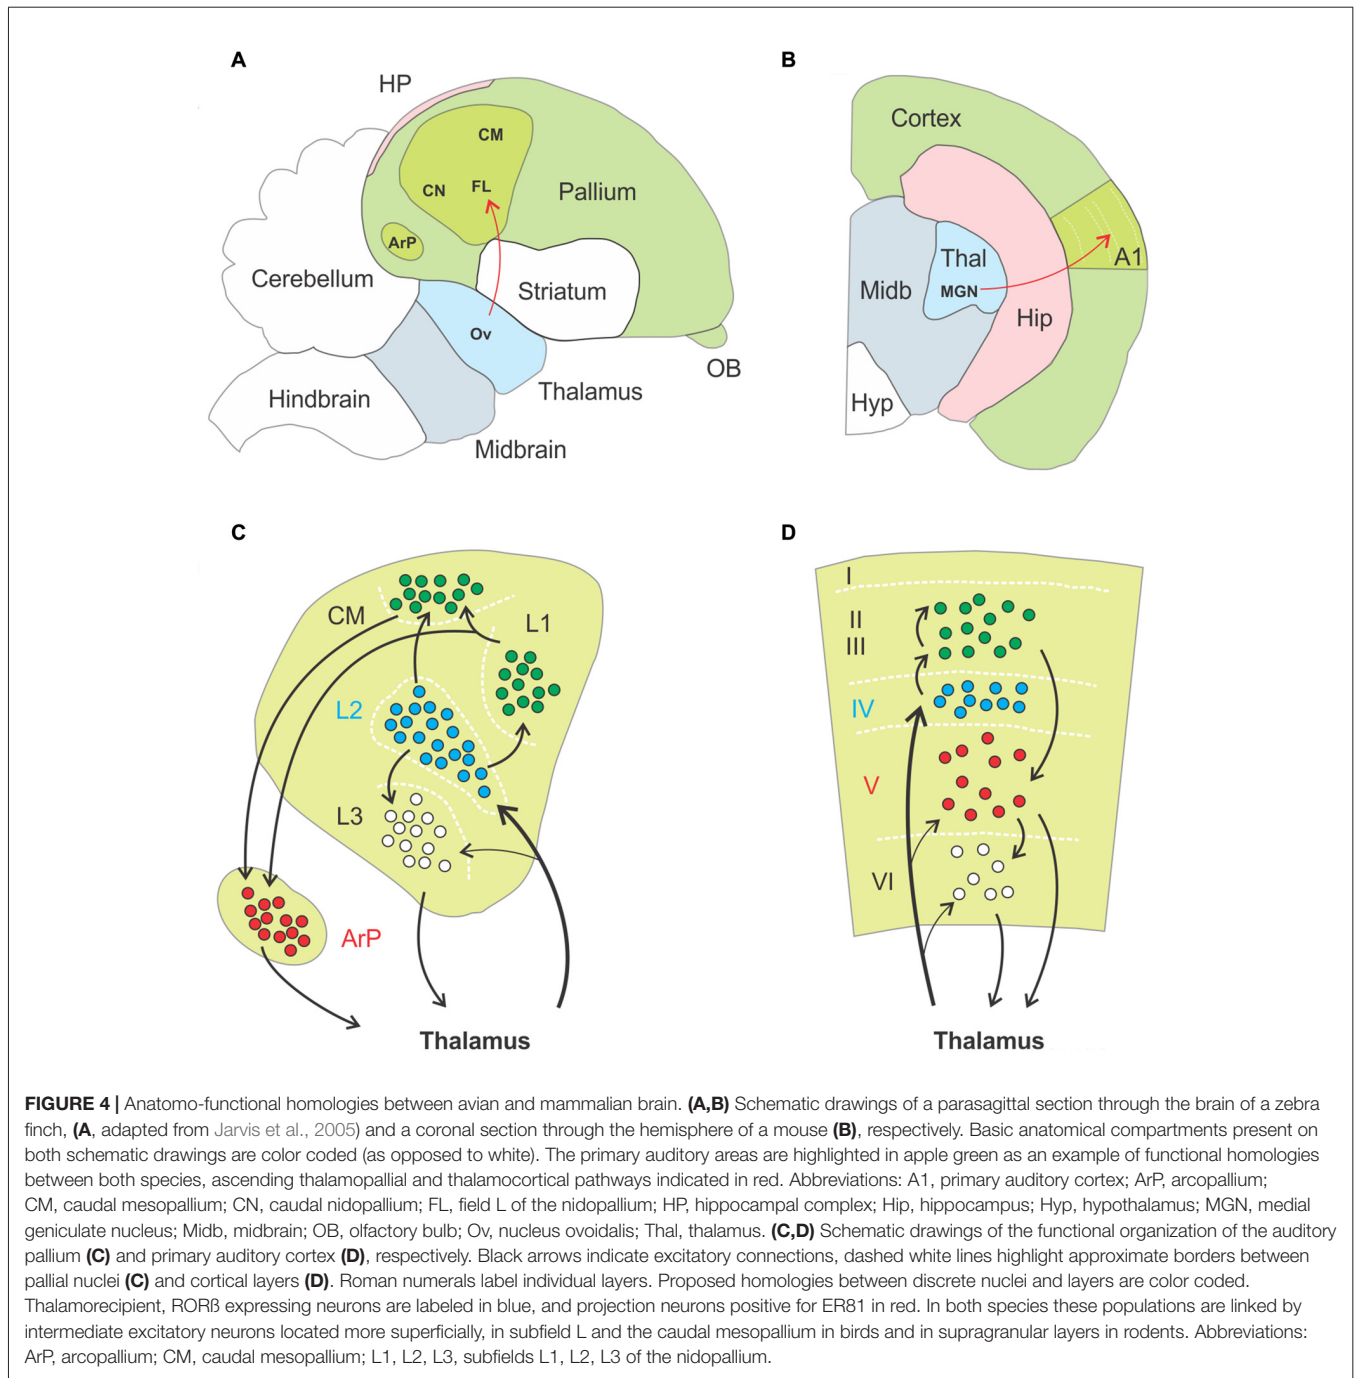 A
B
HP
CM
CN
FL
Pallium
ArP
Cerebellum
Striatum
Ov
OB
Hindbrain
Thalamus
Midbrain
Cortex
Thal
A1
Midb
MGN
Hip
Hyp
C
D
CM
L1
L2
L3
ArP
Thalamus
I
II
III
IV
V
VI
Thalamus
FIGURE 4 | Anatomo-functional homologies between avian and mammalian brain. (A,B) Schematic drawings of a parasagittal section through the brain of a zebra
finch, (A, adapted from Jarvis et al., 2005) and a coronal section through the hemisphere of a mouse (B), respectively. Basic anatomical compartments present on
both schematic drawings are color coded (as opposed to white). The primary auditory areas are highlighted in apple green as an example of functional homologies
between both species, ascending thalamopallial and thalamocortical pathways indicated in red. Abbreviations: A1, primary auditory cortex; ArP, arcopallium;
CM, caudal mesopallium; CN, caudal nidopallium; FL, field L of the nidopallium; HP, hippocampal complex; Hip, hippocampus; Hyp, hypothalamus; MGN, medial
geniculate nucleus; Midb, midbrain; OB, olfactory bulb; Ov, nucleus ovoidalis; Thal, thalamus. (C,D) Schematic drawings of the functional organization of the auditory
pallium (C) and primary auditory cortex (D), respectively. Black arrows indicate excitatory connections, dashed white lines highlight approximate borders between
pallial nuclei (C) and cortical layers (D). Roman numerals label individual layers. Proposed homologies between discrete nuclei and layers are color coded.
Thalamorecipient, RORß expressing neurons are labeled in blue, and projection neurons positive for ER81 in red. In both species these populations are linked by
intermediate excitatory neurons located more superficially, in subfield L and the caudal mesopallium in birds and in supragranular layers in rodents. Abbreviations:
ArP, arcopallium; CM, caudal mesopallium; L1, L2, L3, subfields L1, L2, L3 of the nidopallium.